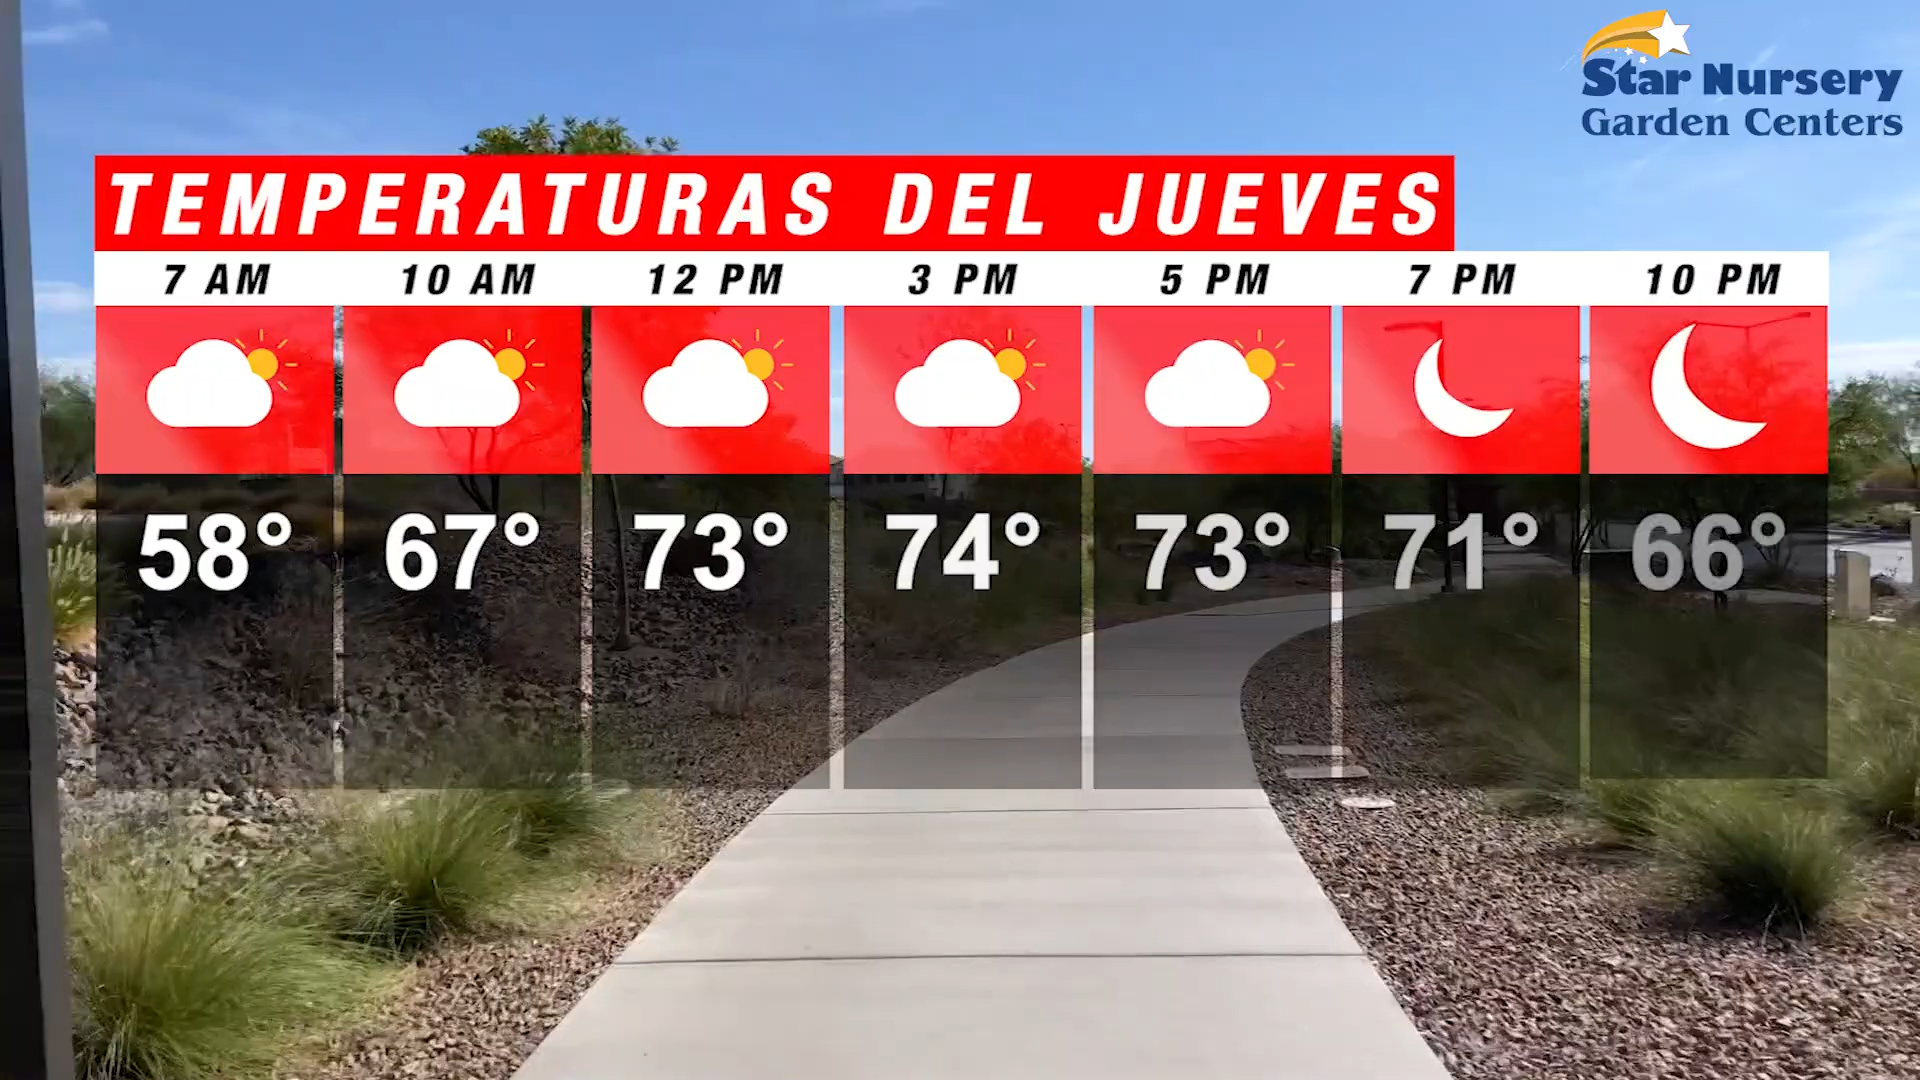 Star Nursery
Garden Centers
TEMPERATURAS DEL JUEVES
7 AM 10 AM 12 PM 3 PM 5 PM 7 PM 10 PM
58° 67° 73° 74° 73° 71° 66°